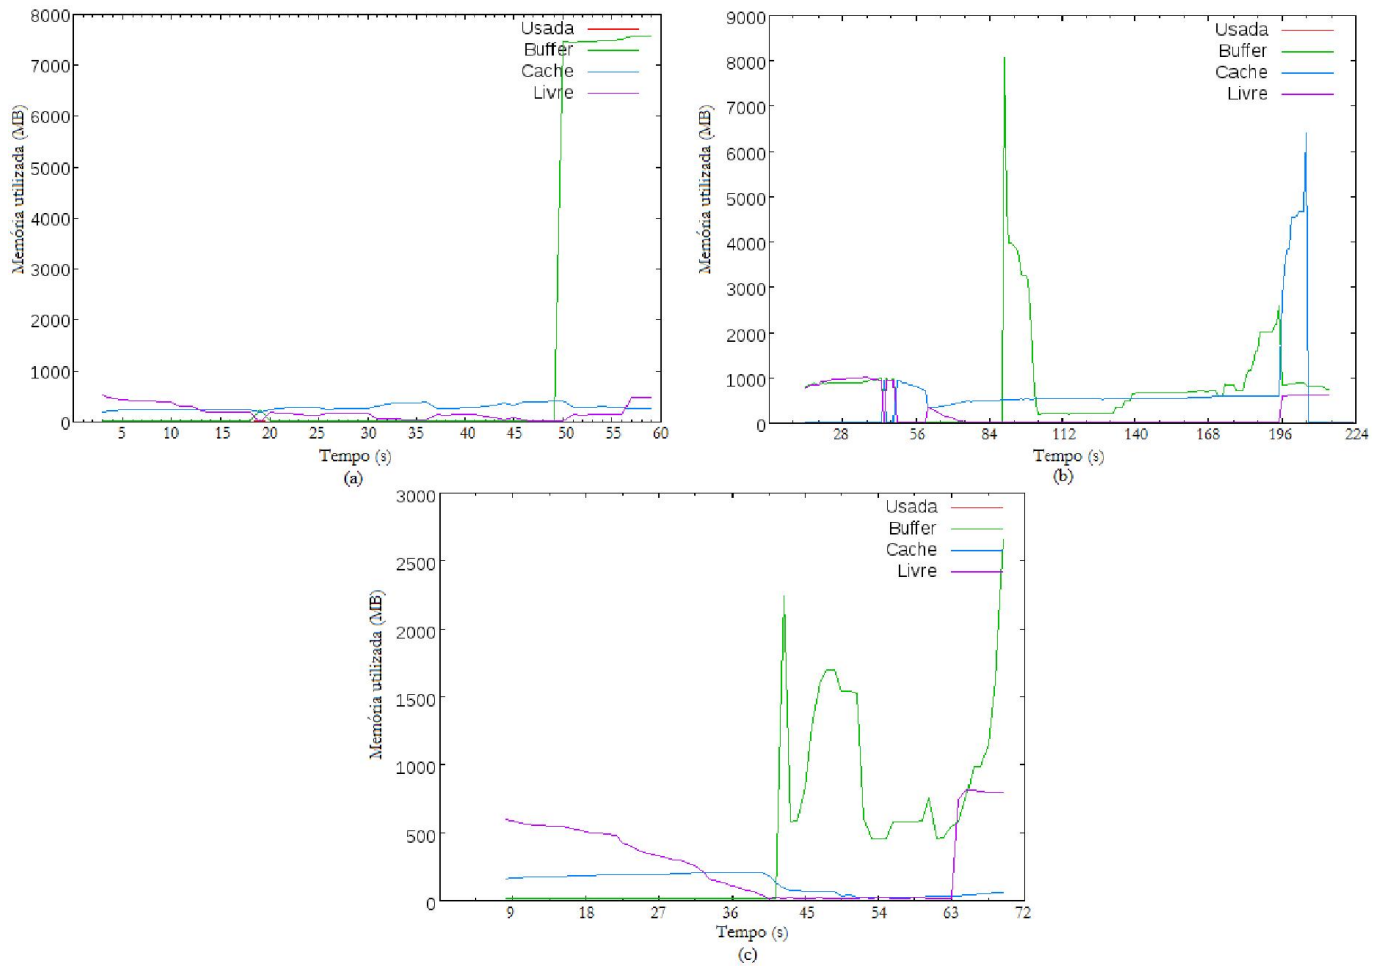 8000
7000
6000
5000
4000
3000
2000
1000
0
Memória utilizada (MB)
Usada
Buffer
Cache
Livre
5 10 15 20 25 30 35 40 45 50 55 60
Tempo (s)
(a)
9000
8000
7000
6000
5000
4000
3000
2000
1000
0
Memória utilizada (MB)
Usada
Buffer
Cache
Livre
28 56 84 112 140 168 196 224
Tempo (s)
(b)
3000
2500
2000
1500
1000
500
0
Memória utilizada (MB)
Usada
Buffer
Cache
Livre
9 18 27 36 45 54 63 72
Tempo (s)
(c)